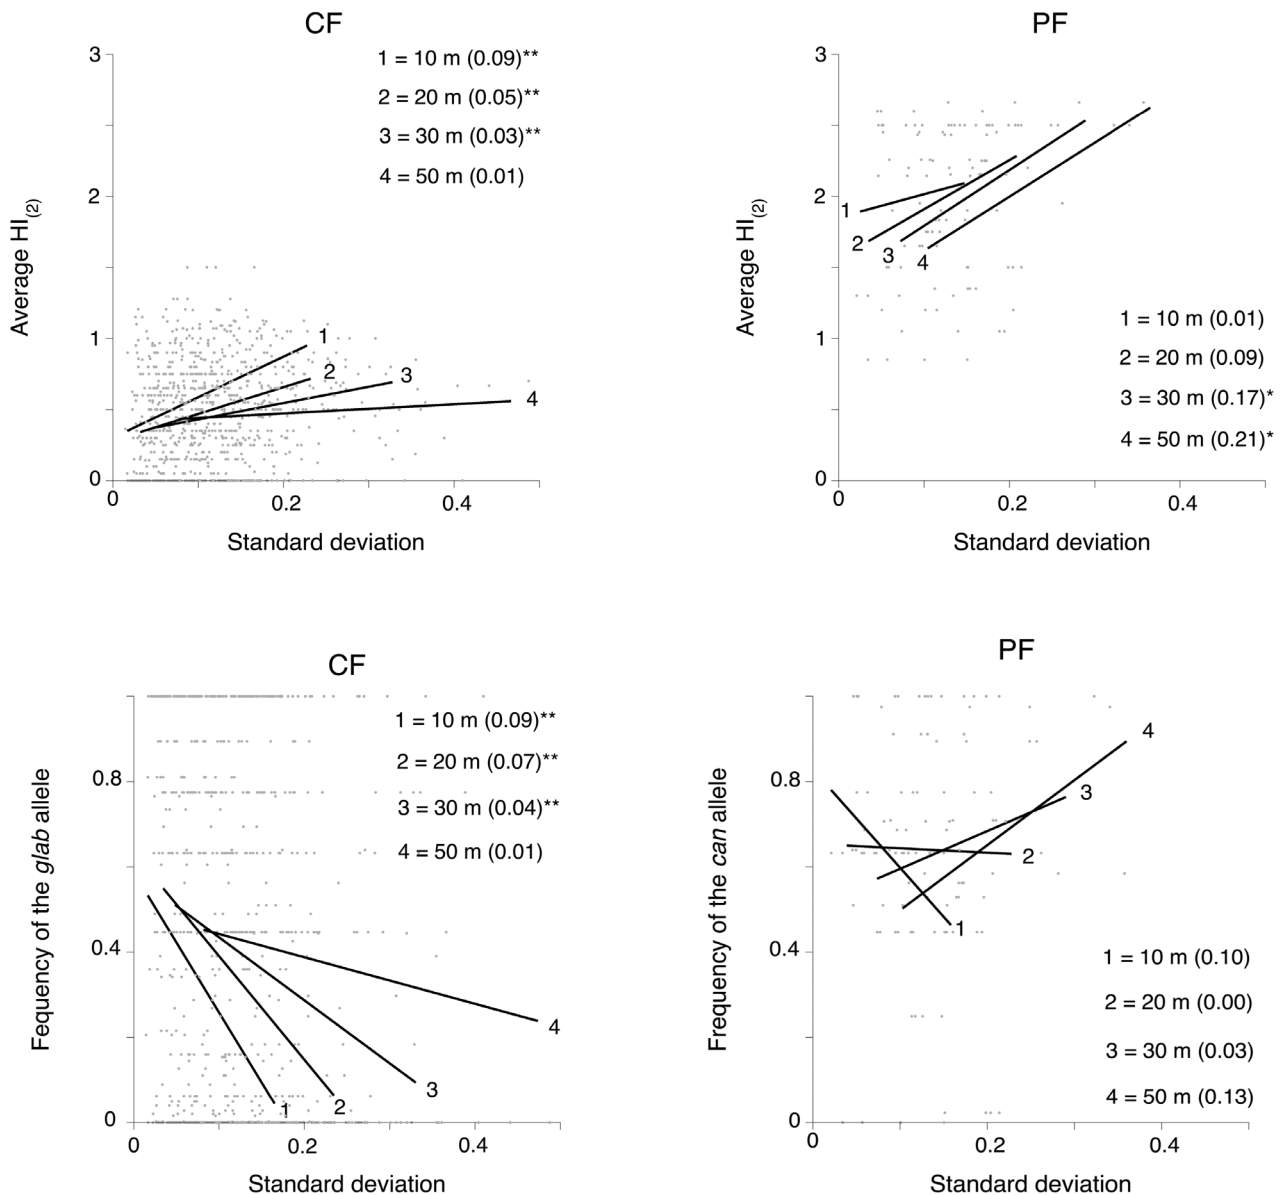 CF
1 = 10 m (0.09)**
2 = 20 m (0.05)**
3 = 30 m (0.03)**
4 = 50 m (0.01)
Average HI(2)
3
2
1
0
1
2
3
4
0
0.2
0.4
Standard deviation
PF
Average HI(2)
3
2
1
0
1
2
3
4
1 = 10 m (0.01)
2 = 20 m (0.09)
3 = 30 m (0.17)*
4 = 50 m (0.21)*
0
0.2
0.4
Standard deviation
CF
1 = 10 m (0.09)**
2 = 20 m (0.07)**
3 = 30 m (0.04)**
4 = 50 m (0.01)
Fequency of the glab allele
0.8
0.4
0
1
2
3
4
0
0.2
0.4
Standard deviation
PF
Frequency of the can allele
0.8
0.4
0
4
3
2
1
1 = 10 m (0.10)
2 = 20 m (0.00)
3 = 30 m (0.03)
4 = 50 m (0.13)
0
0.2
0.4
Standard deviation